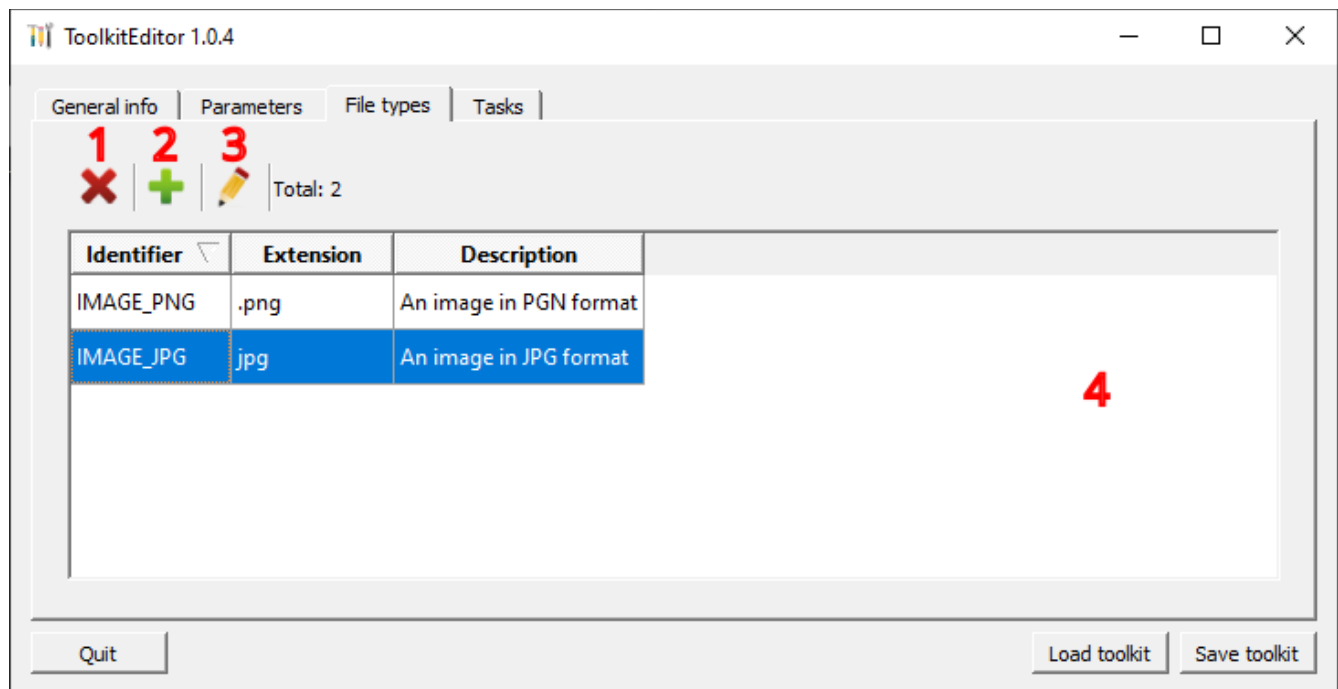 ToolkitEditor 1.0.4
General info Parameters File types Tasks
1 2 3
Total: 2
Identifier Extension Description
IMAGE_PNG .png An image in PGN format
IMAGE_JPG jpg An image in JPG format
4
Quit Load toolkit Save toolkit